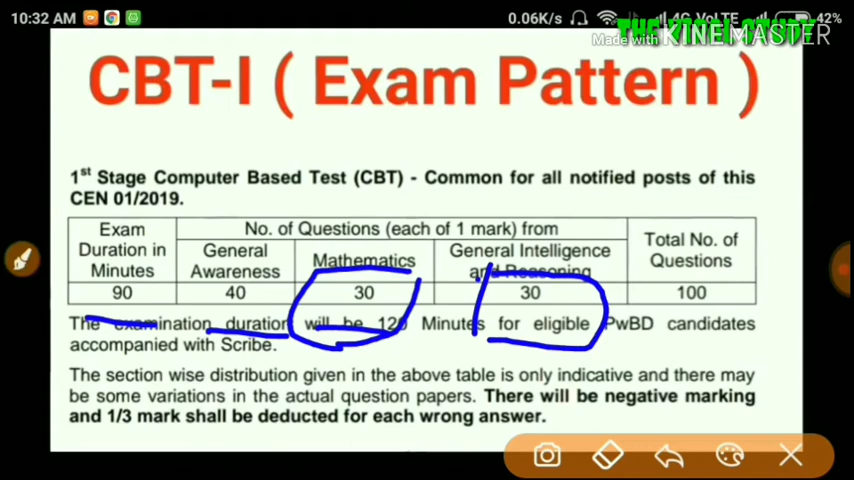 10:32 AM 0.06K/s 4G VoLTE 42%
Made with KINEMASTER
CBT-I ( Exam Pattern )
1st Stage Computer Based Test (CBT) - Common for all notified posts of this
CEN 01/2019.
Exam Duration in Minutes
No. of Questions (each of 1 mark) from
General Awareness
Mathematics
General Intelligence and Reasoning
Total No. of Questions
90 40 30 30 100
The examination duration will be 120 Minutes for eligible PwBD candidates
accompanied with Scribe.
The section wise distribution given in the above table is only indicative and there may
be some variations in the actual question papers. There will be negative marking
and 1/3 mark shall be deducted for each wrong answer.